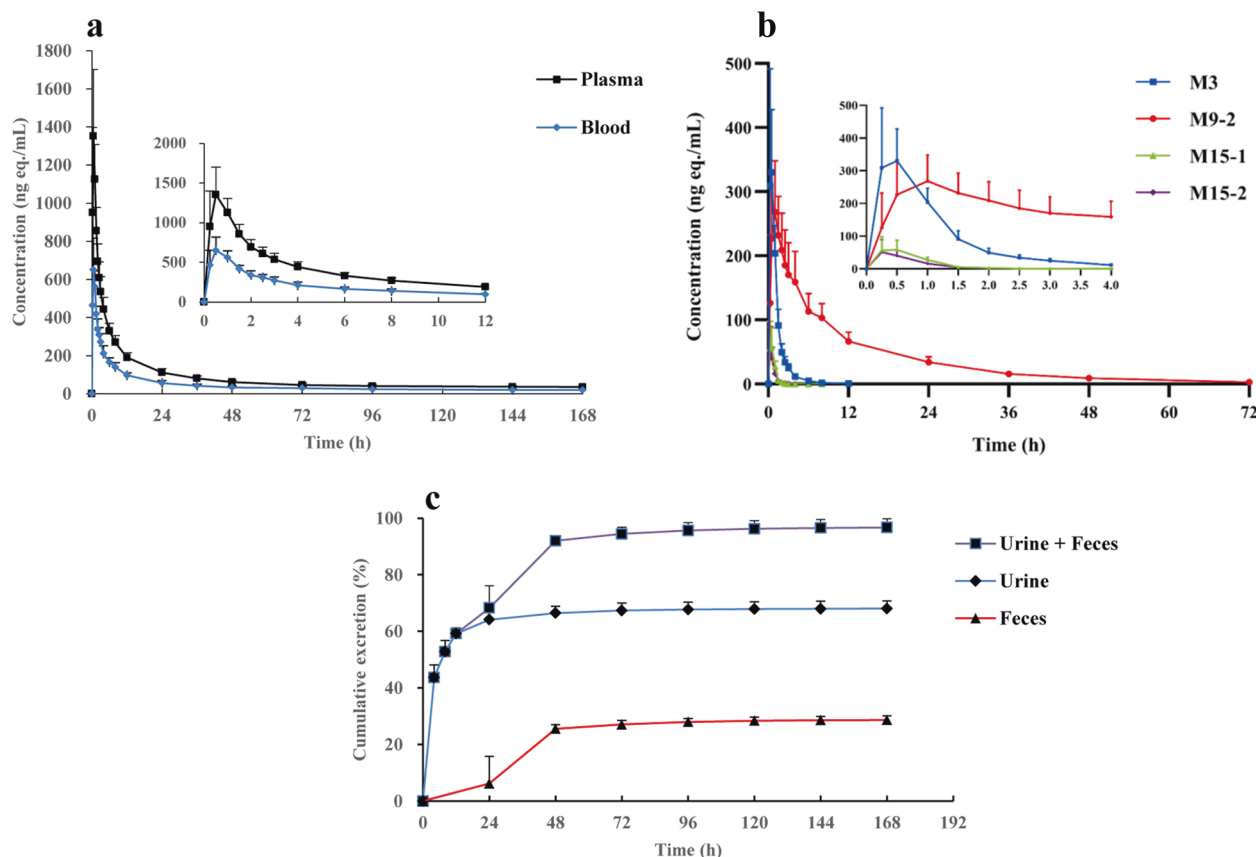 a
Concentration (ng eq./mL)
1800
1600
1400
1200
1000
800
600
400
200
0
0 24 48 72 96 120 144 168
Time (h)
Plasma
Blood
2000
1500
1000
500
0
0 2 4 6 8 10 12
b
Concentration (ng eq./mL)
500
400
300
200
100
0
0 12 24 36 48 60 72
Time (h)
M3
M9-2
M15-1
M15-2
500
400
300
200
100
0
0.0 0.5 1.0 1.5 2.0 2.5 3.0 3.5 4.0
c
Cumulative excretion (%)
100
80
60
40
20
0
0 24 48 72 96 120 144 168 192
Time (h)
Urine + Feces
Urine
Feces